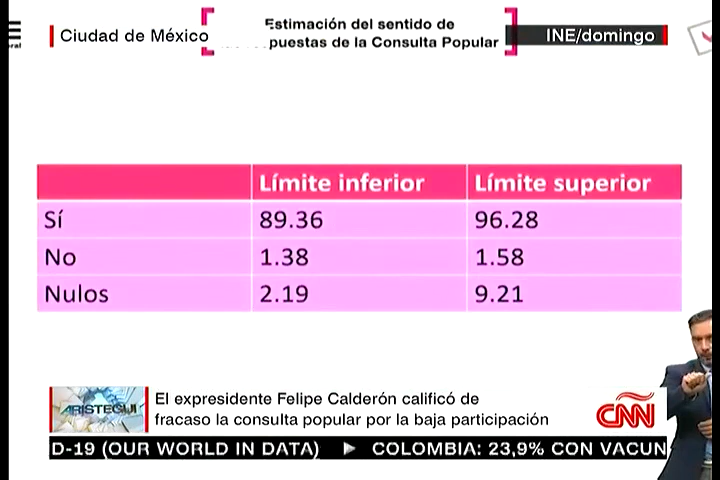 Ciudad de México
Estimación del sentido de
puestas de la Consulta Popular
INE/domingo
Límite inferior Límite superior
Sí 89.36 96.28
No 1.38 1.58
Nulos 2.19 9.21
ARISTEGUI
El expresidente Felipe Calderón calificó de
fracaso la consulta popular por la baja participación
CNN
D-19 (OUR WORLD IN DATA) COLOMBIA: 23,9% CON VACUN